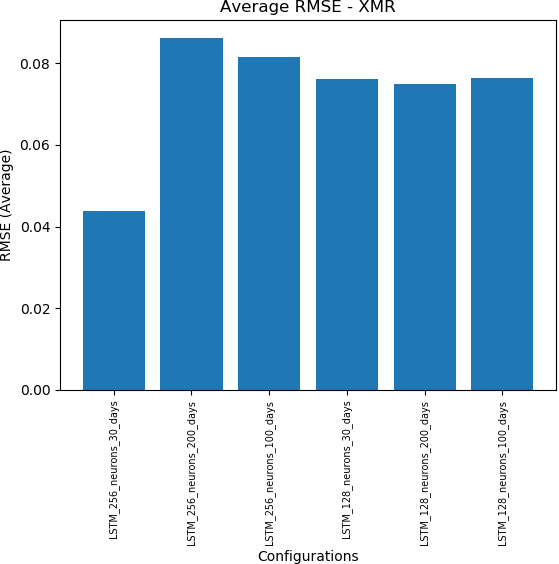 Average RMSE - XMR
RMSE (Average)
0.08
0.06
0.04
0.02
0.00
LSTM_256_neurons_30_days
LSTM_256_neurons_200_days
LSTM_256_neurons_100_days
LSTM_128_neurons_30_days
LSTM_128_neurons_200_days
LSTM_128_neurons_100_days
Configurations